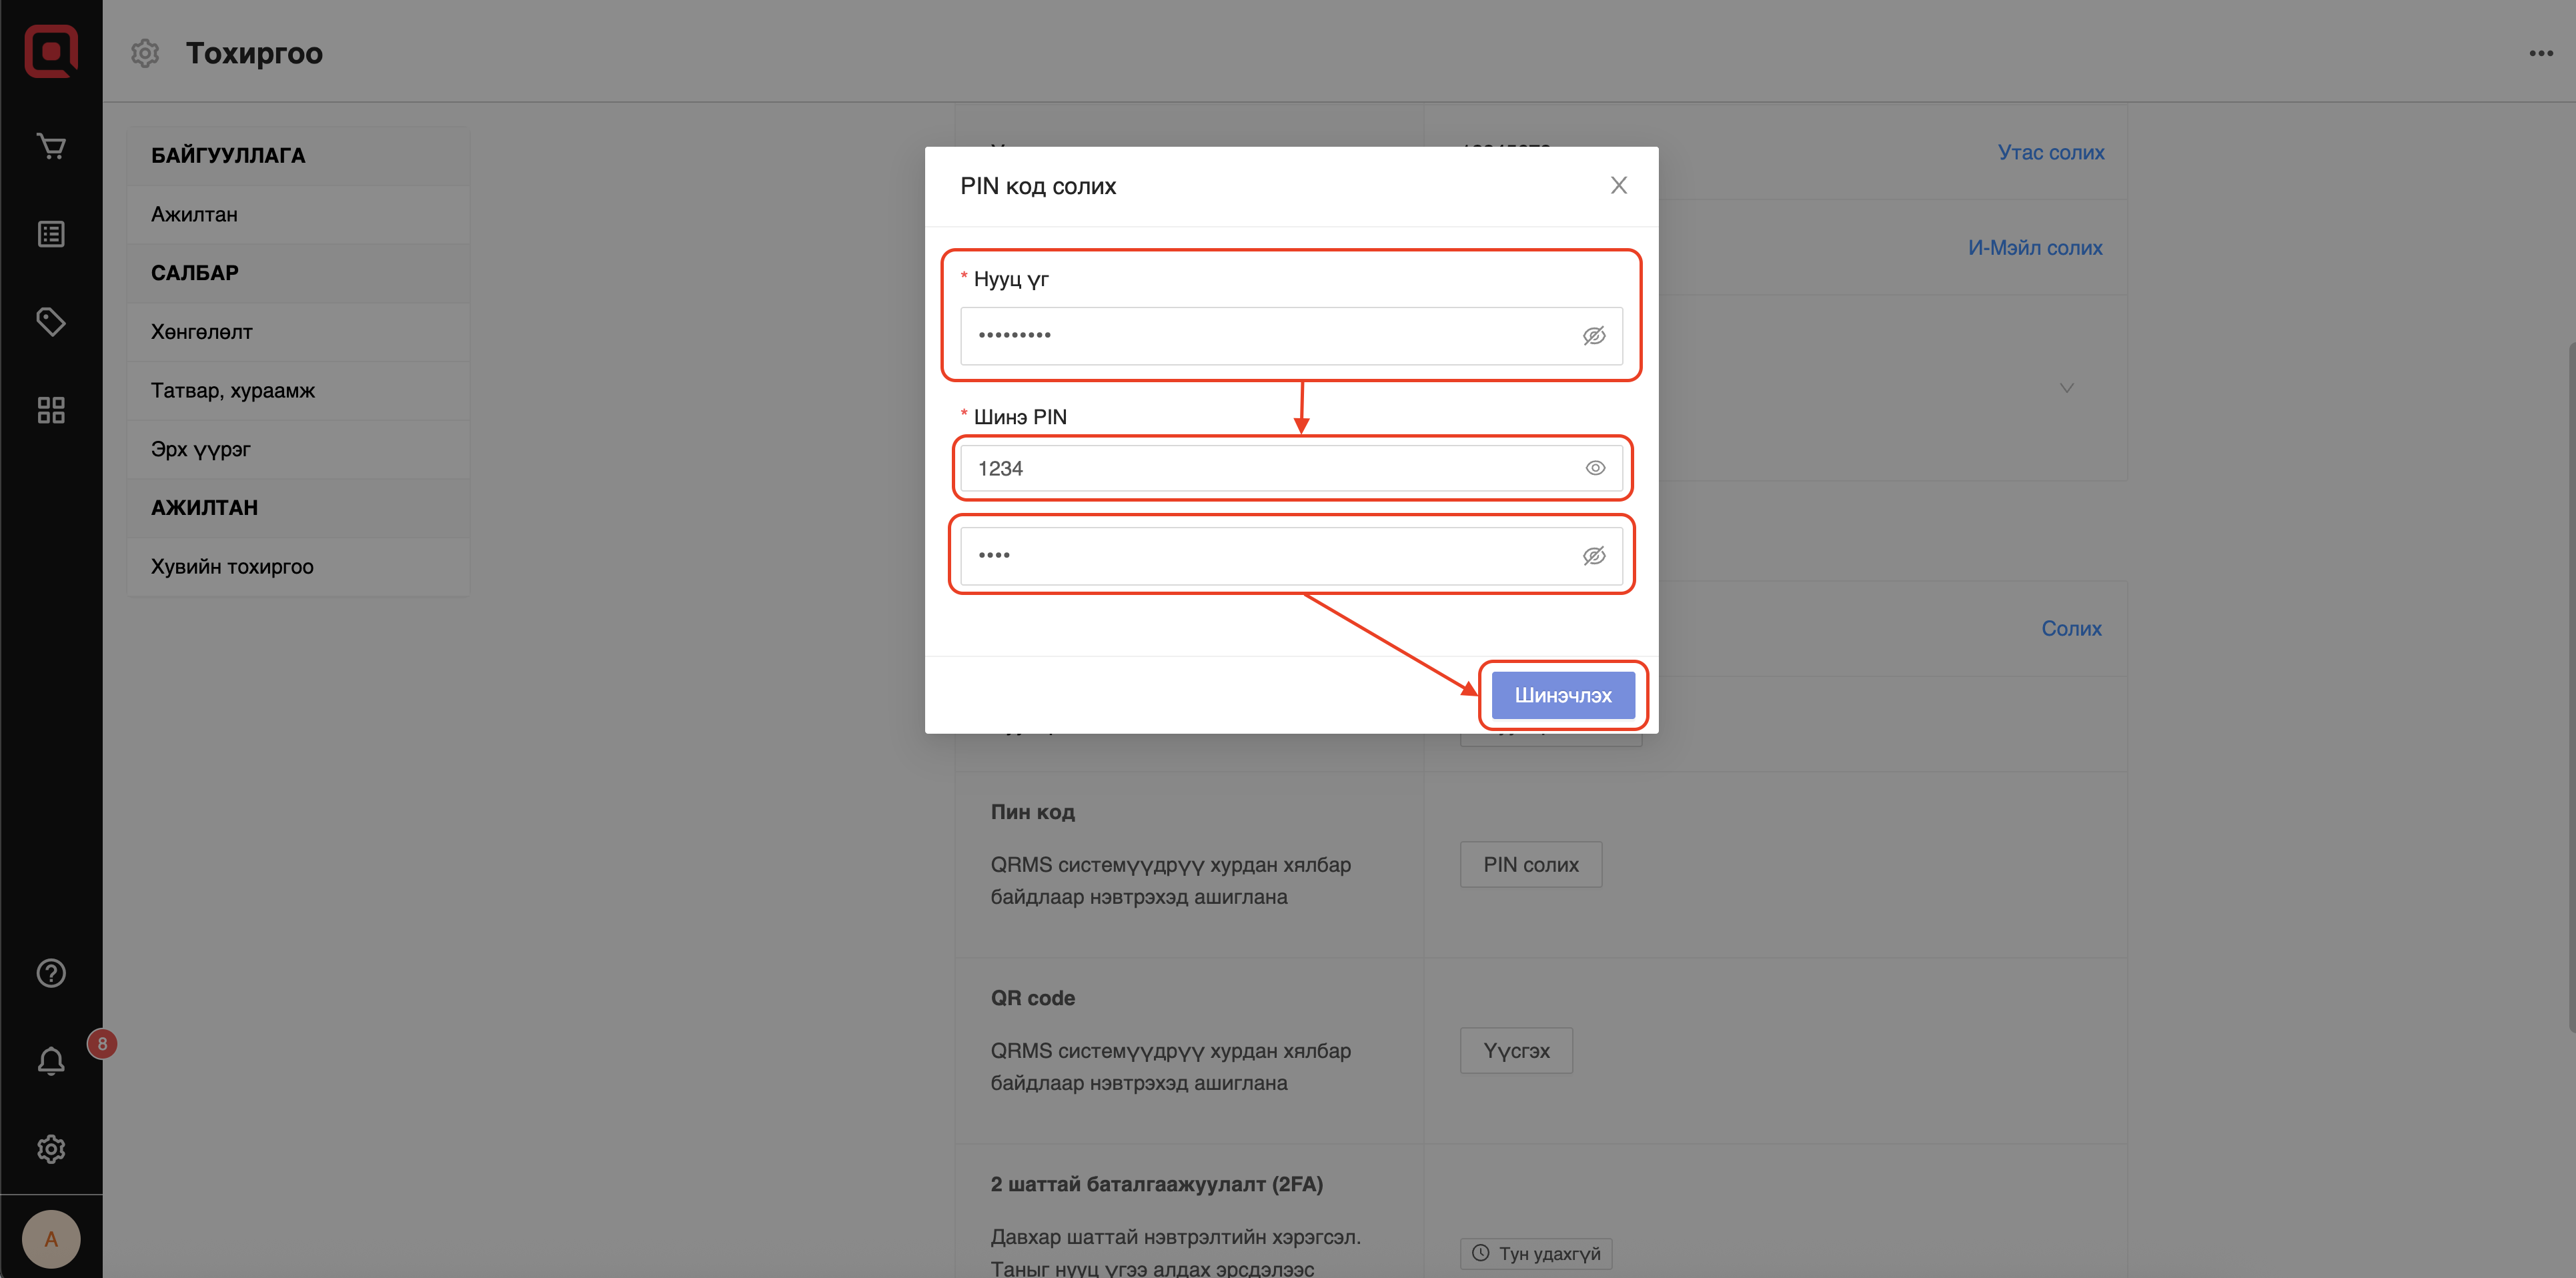 Тохиргоо
БАЙГУУЛЛАГА
Ажилтан
САЛБАР
Хөнгөлөлт
Татвар, хураамж
Эрх үүрэг
АЖИЛТАН
Хувийн тохиргоо
8
A
Утас солих
И-Мэйл солих
Солих
PIN код солих
* Нууц үг
•••••••••
* Шинэ PIN
1234
••••
Шинэчлэх
Пин код
QRMS системүүдрүү хурдан хялбар
байдлаар нэвтрэхэд ашиглана
PIN солих
QR code
QRMS системүүдрүү хурдан хялбар
байдлаар нэвтрэхэд ашиглана
Үүсгэх
2 шаттай баталгаажуулалт (2FA)
Давхар шаттай нэвтрэлтийн хэрэгсэл.
Таныг нууц үгээ алдах эрсдэлээс
Тун удахгүй